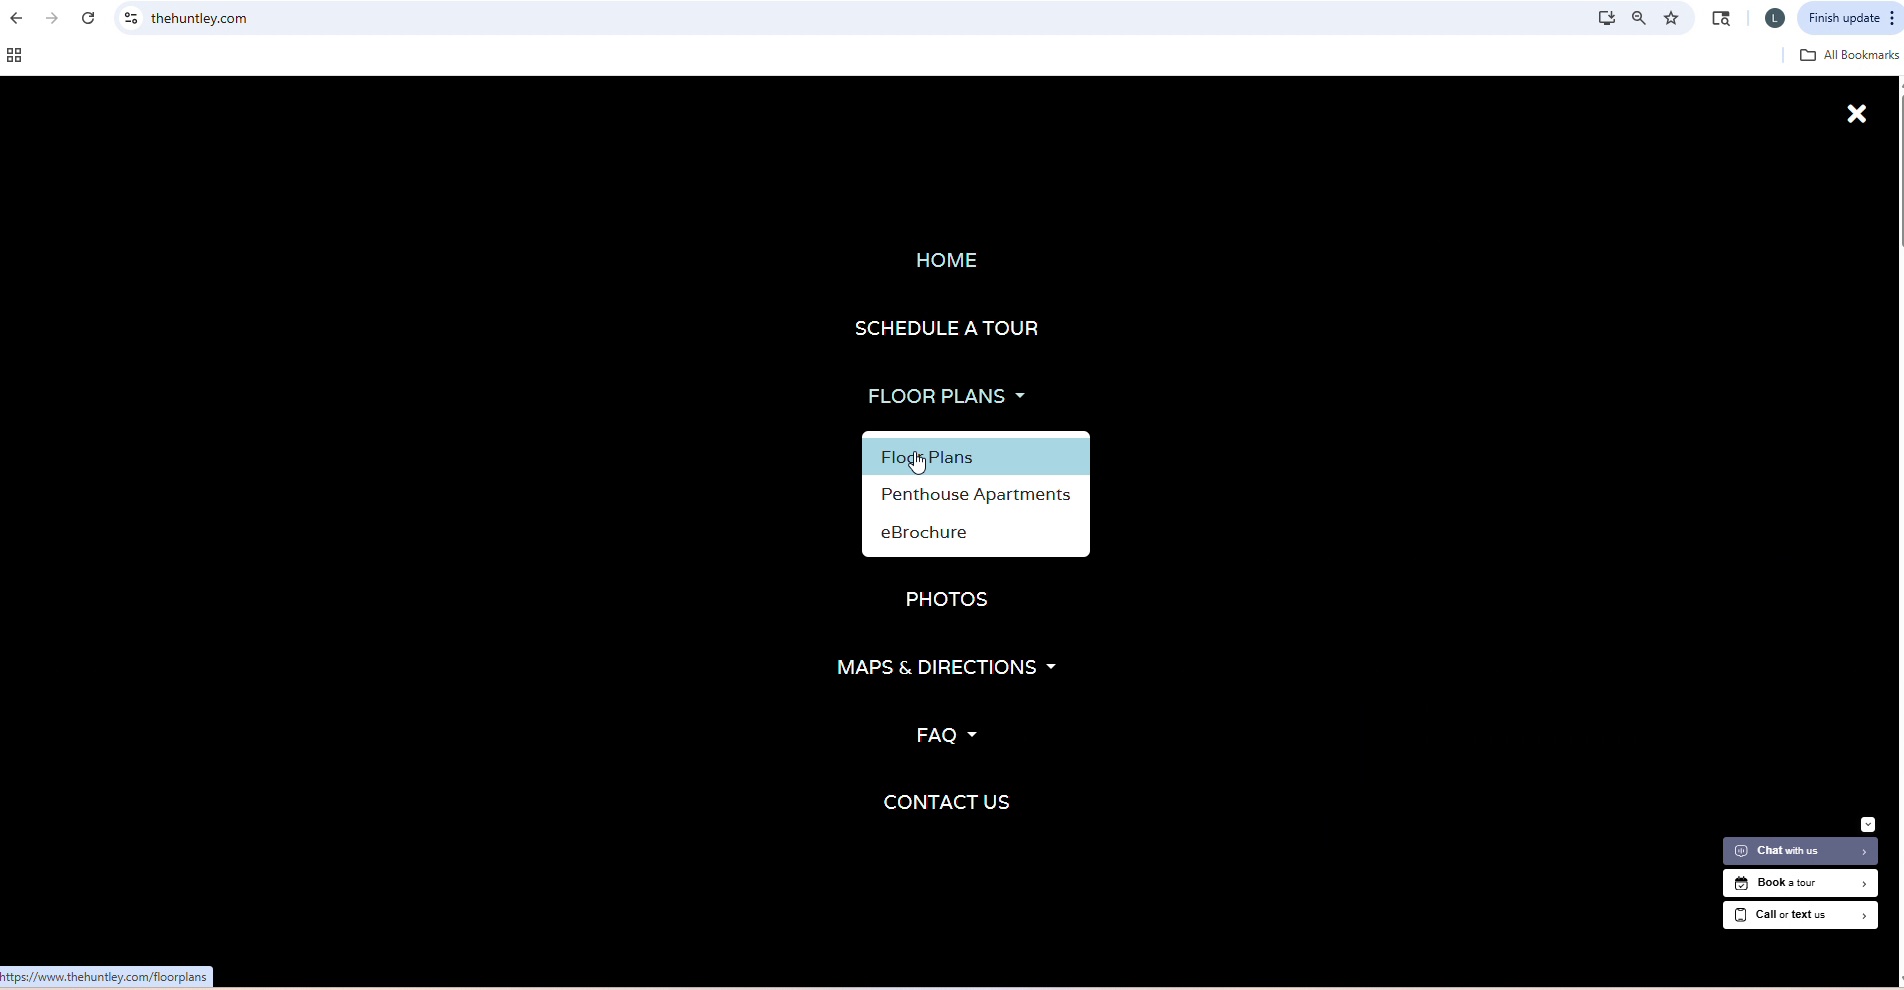 thehuntley.com
L
Finish update
All Bookmarks
HOME
SCHEDULE A TOUR
FLOOR PLANS
Floor Plans
Penthouse Apartments
eBrochure
PHOTOS
MAPS & DIRECTIONS
FAQ
CONTACT US
Chat with us
Book a tour
Call or text us
https://www.thehuntley.com/floorplans